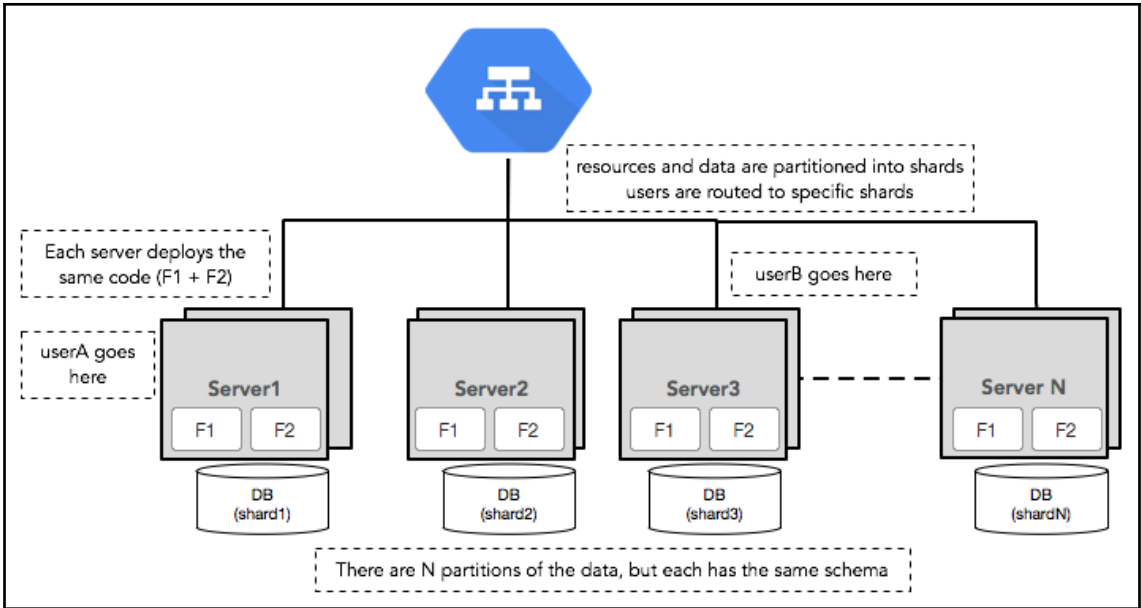 resources and data are partitioned into shards
users are routed to specific shards
Each server deploys the
same code (F1 + F2)
userB goes here
userA goes
here
Server1
F1 F2
DB
(shard1)
Server2
F1 F2
DB
(shard2)
Server3
F1 F2
DB
(shard3)
Server N
F1 F2
DB
(shardN)
There are N partitions of the data, but each has the same schema